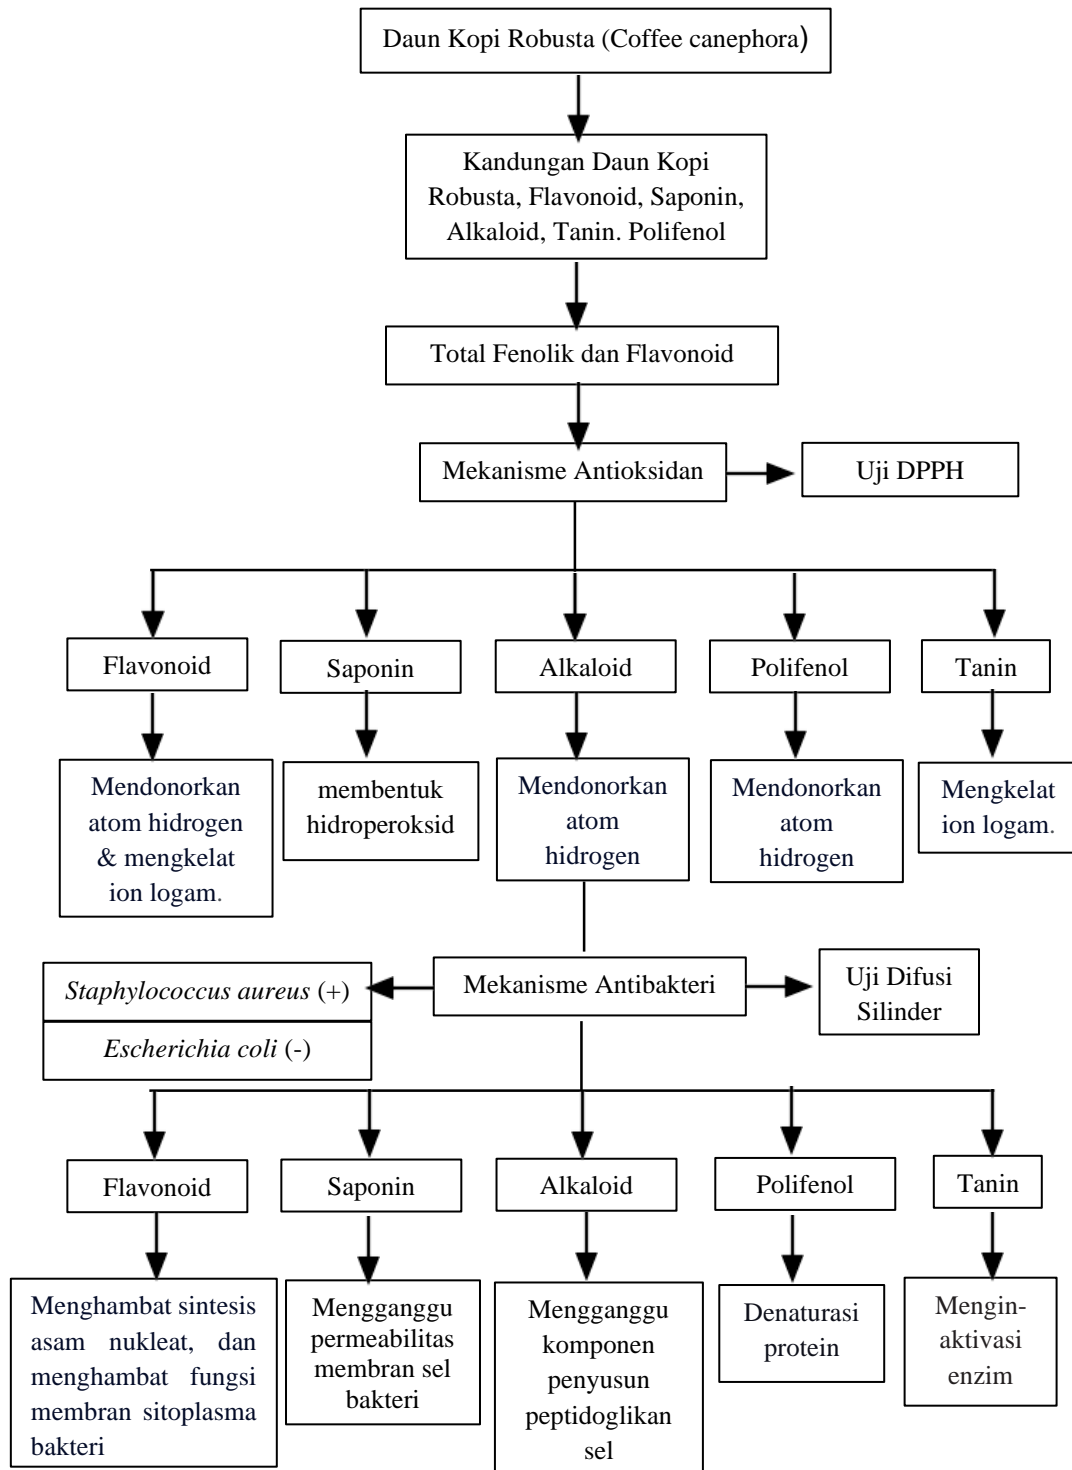 Daun Kopi Robusta (Coffee canephora)
Kandungan Daun Kopi
Robusta, Flavonoid, Saponin,
Alkaloid, Tanin. Polifenol
Total Fenolik dan Flavonoid
Mekanisme Antioksidan
Uji DPPH
Flavonoid
Saponin
Alkaloid
Polifenol
Tanin
Mendonorkan
atom hidrogen
& mengkelat
ion logam.
membentuk
hidroperoksid
Mendonorkan
atom
hidrogen
Mendonorkan
atom
hidrogen
Mengkelat
ion logam.
Staphylococcus aureus (+)
Escherichia coli (-)
Mekanisme Antibakteri
Uji Difusi
Silinder
Flavonoid
Saponin
Alkaloid
Polifenol
Tanin
Menghambat sintesis
asam nukleat, dan
menghambat fungsi
membran sitoplasma
bakteri
Mengganggu
permeabilitas
membran sel
bakteri
Mengganggu
komponen
penyusun
peptidoglikan
sel
Denaturasi
protein
Mengin-
aktivasi
enzim